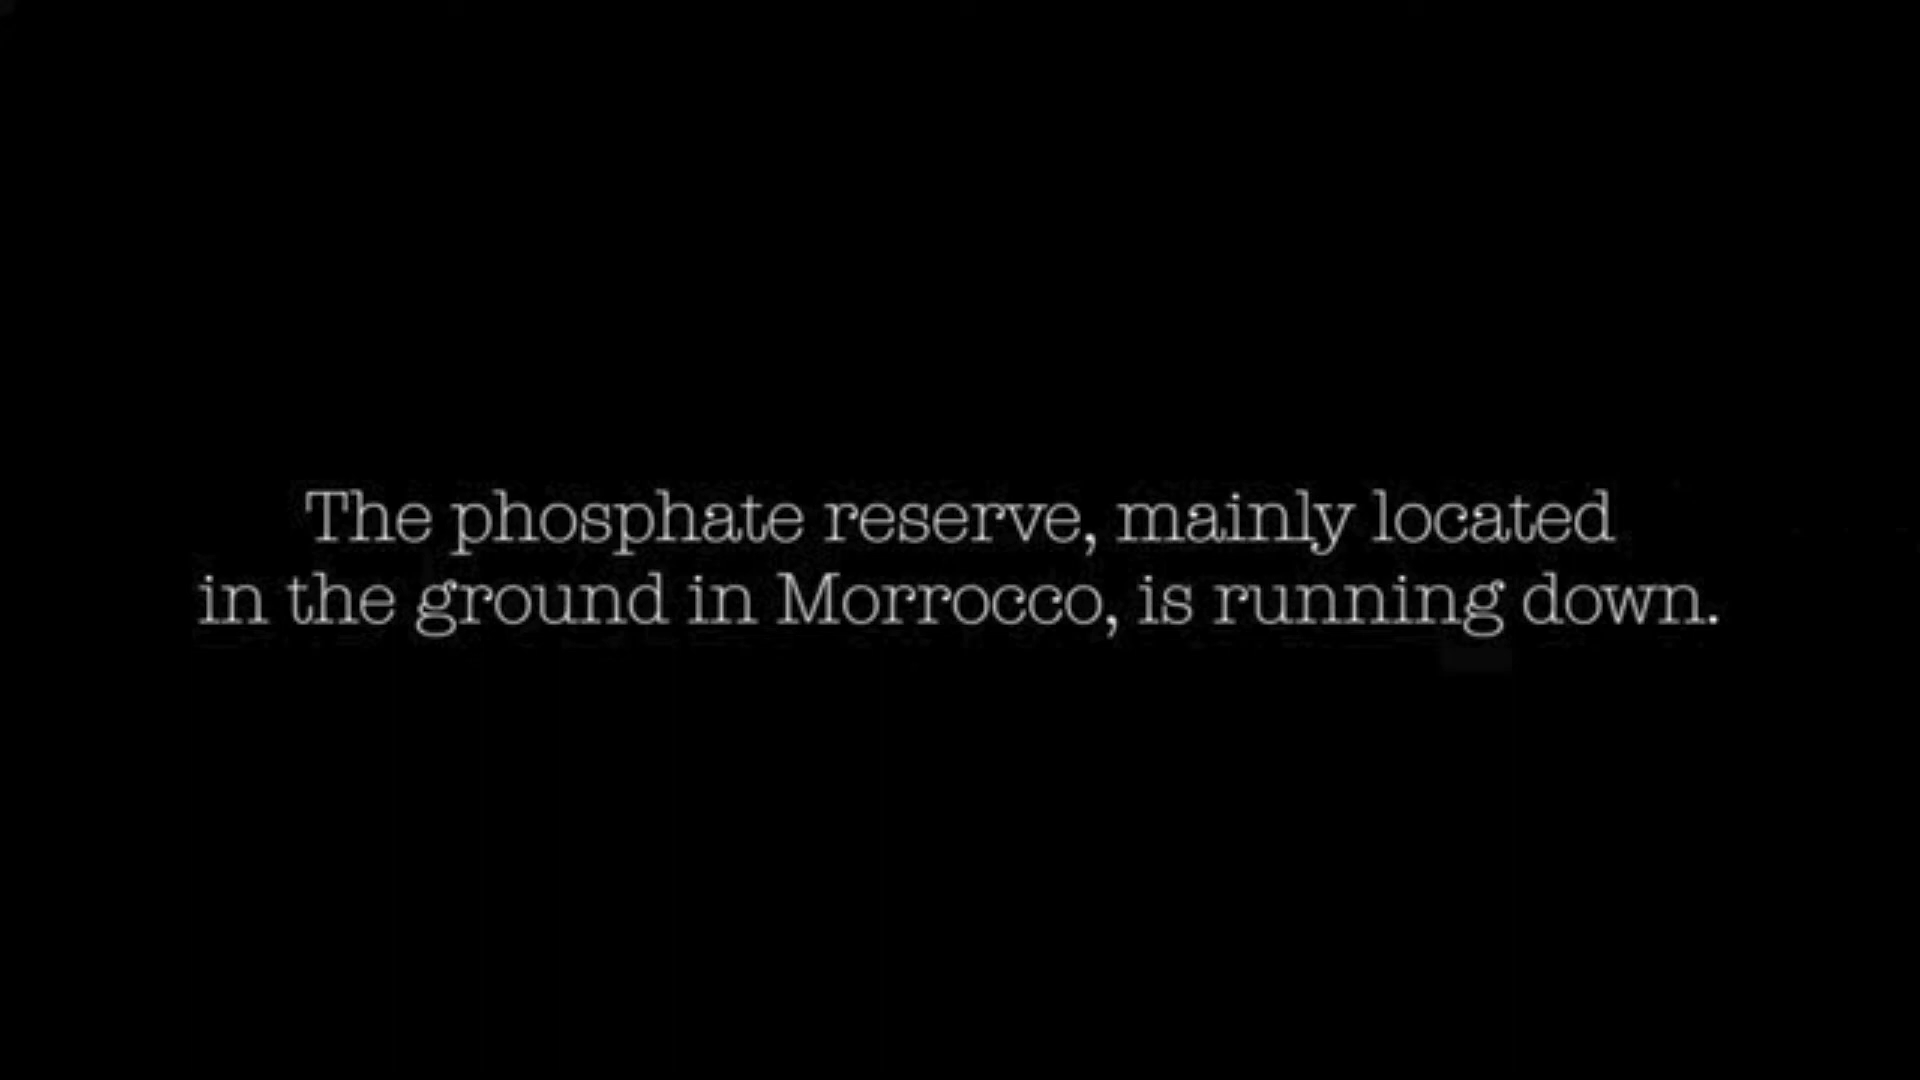 The phosphate reserve, mainly located
in the ground in Morrocco, is running down.